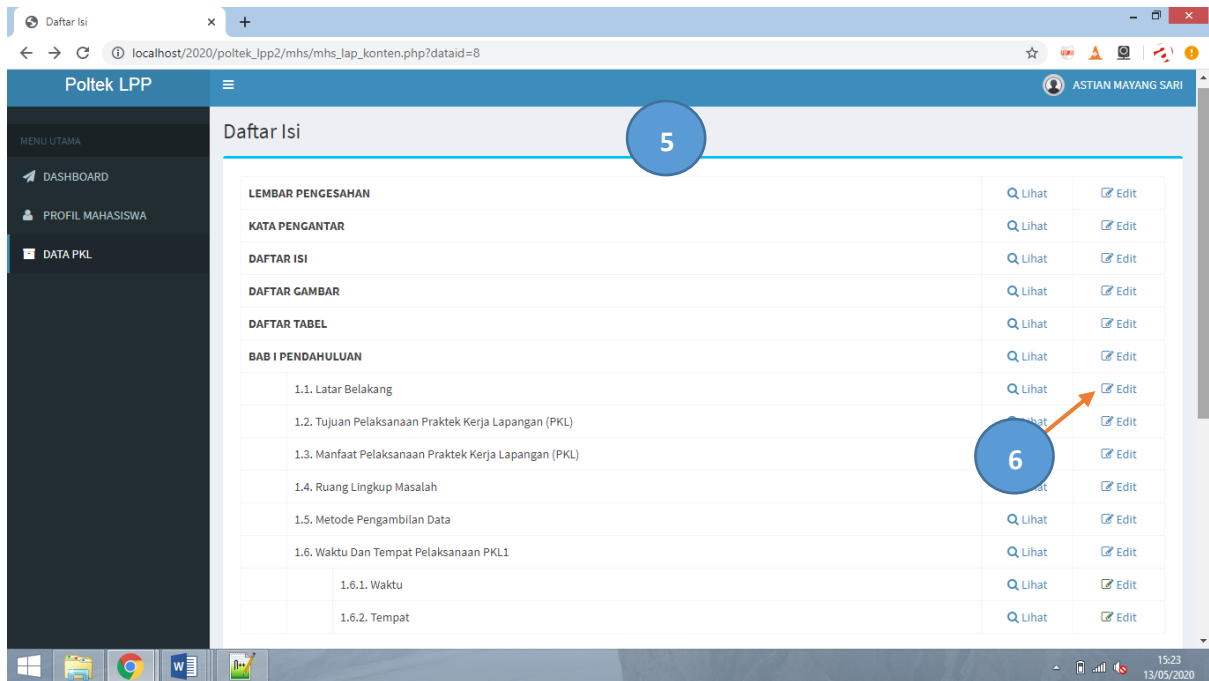 Daftar Isi
localhost/2020/poltek_lpp2/mhs/mhs_lap_konten.php?dataid=8
Poltek LPP
ASTIAN MAYANG SARI
MENU UTAMA
DASHBOARD
PROFIL MAHASISWA
DATA PKL
Daftar Isi
5
LEMBAR PENGESAHAN Lihat Edit
KATA PENGANTAR Lihat Edit
DAFTAR ISI Lihat Edit
DAFTAR GAMBAR Lihat Edit
DAFTAR TABEL Lihat Edit
BAB I PENDAHULUAN Lihat Edit
1.1. Latar Belakang Lihat Edit
1.2. Tujuan Pelaksanaan Praktek Kerja Lapangan (PKL) Edit
1.3. Manfaat Pelaksanaan Praktek Kerja Lapangan (PKL) Edit
6
1.4. Ruang Lingkup Masalah Edit
1.5. Metode Pengambilan Data Lihat Edit
1.6. Waktu Dan Tempat Pelaksanaan PKL1 Lihat Edit
1.6.1. Waktu Lihat Edit
1.6.2. Tempat Lihat Edit
15:23
13/05/2020